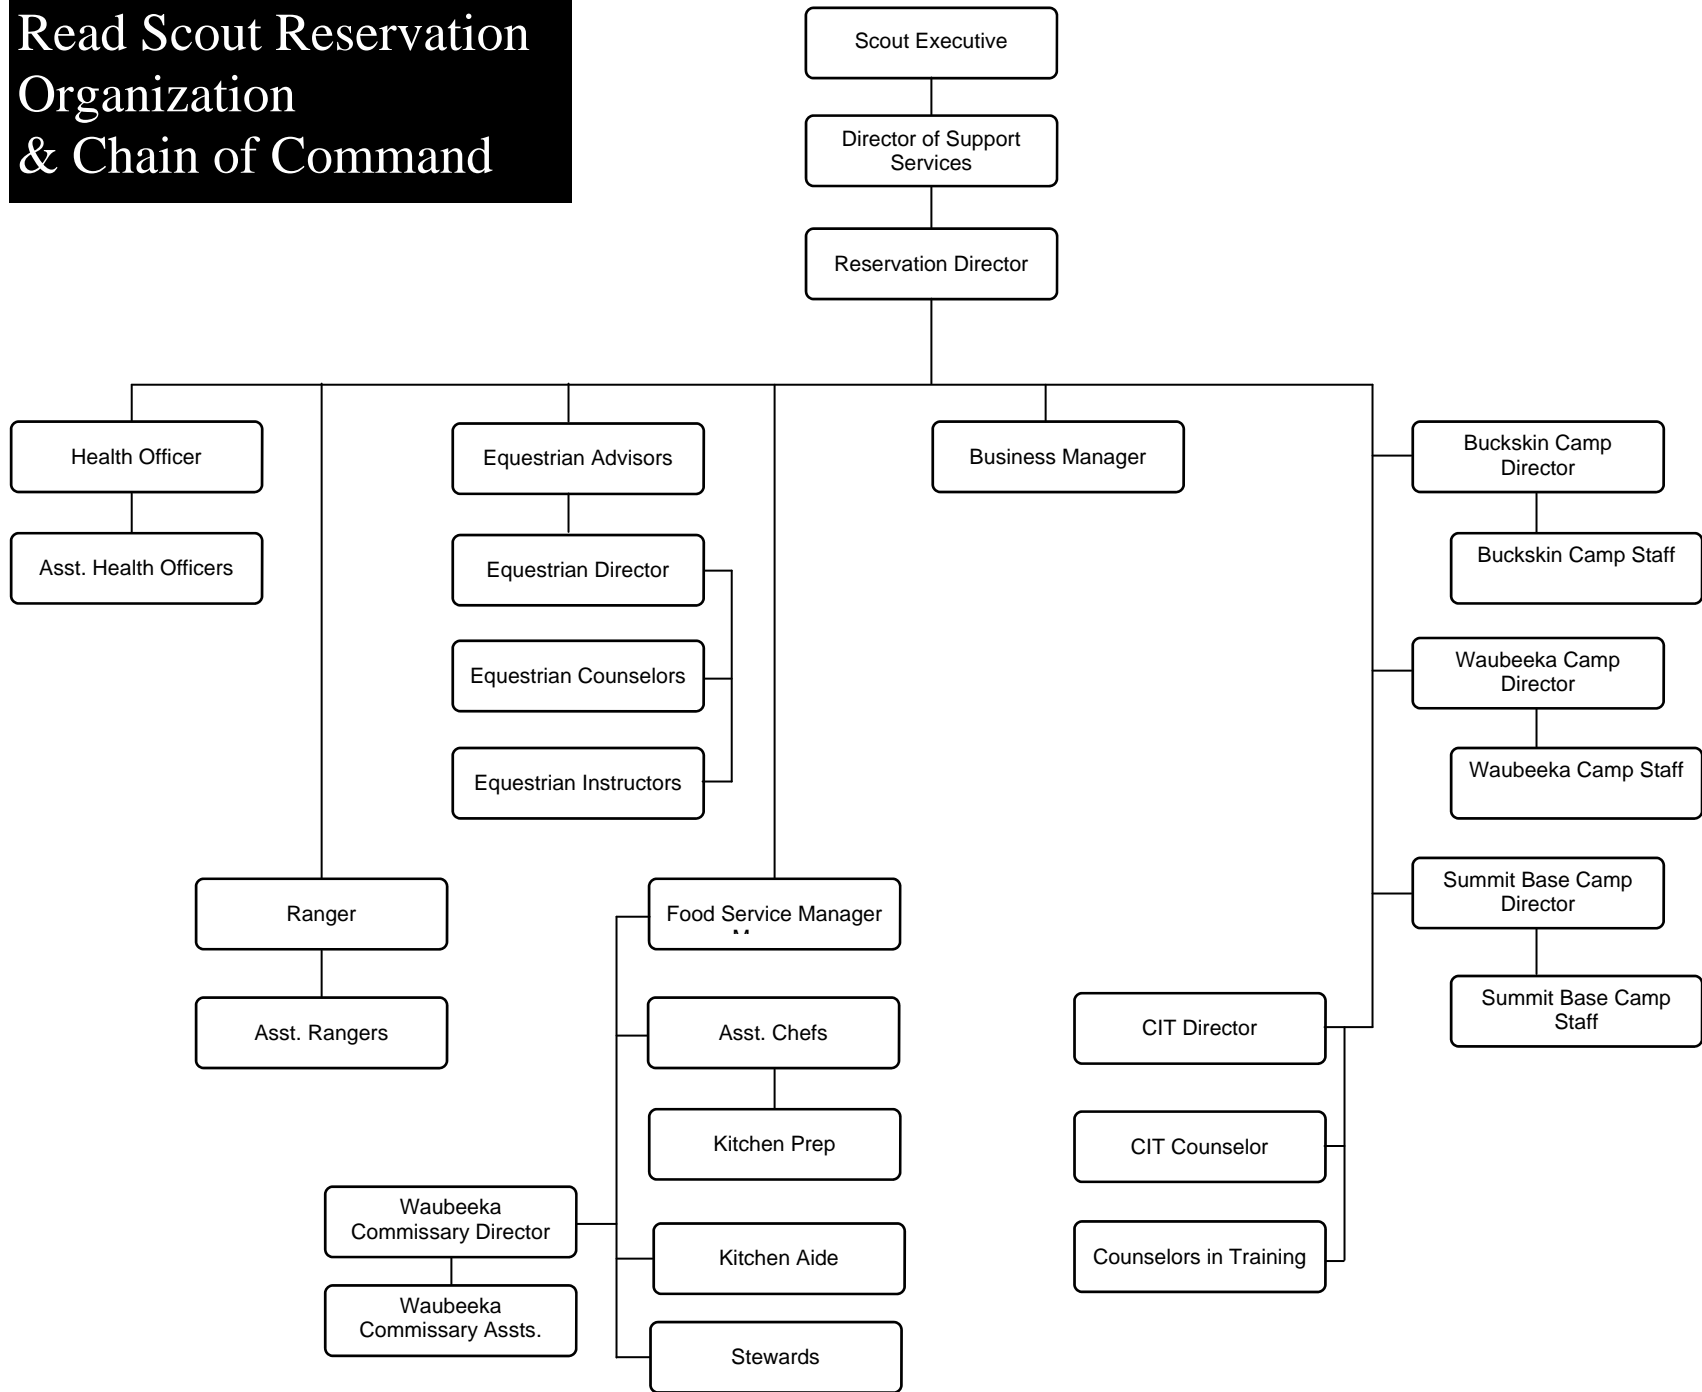 Read Scout Reservation
Organization
& Chain of Command
Scout Executive
Director of Support
Services
Reservation Director
Health Officer
Asst. Health Officers
Equestrian Advisors
Equestrian Director
Equestrian Counselors
Equestrian Instructors
Business Manager
Buckskin Camp
Director
Buckskin Camp Staff
Waubeeka Camp
Director
Waubeeka Camp Staff
Summit Base Camp
Director
Summit Base Camp
Staff
Ranger
Asst. Rangers
Food Service Manager
Asst. Chefs
Kitchen Prep
Waubeeka
Commissary Director
Waubeeka
Commissary Assts.
Kitchen Aide
Stewards
CIT Director
CIT Counselor
Counselors in Training